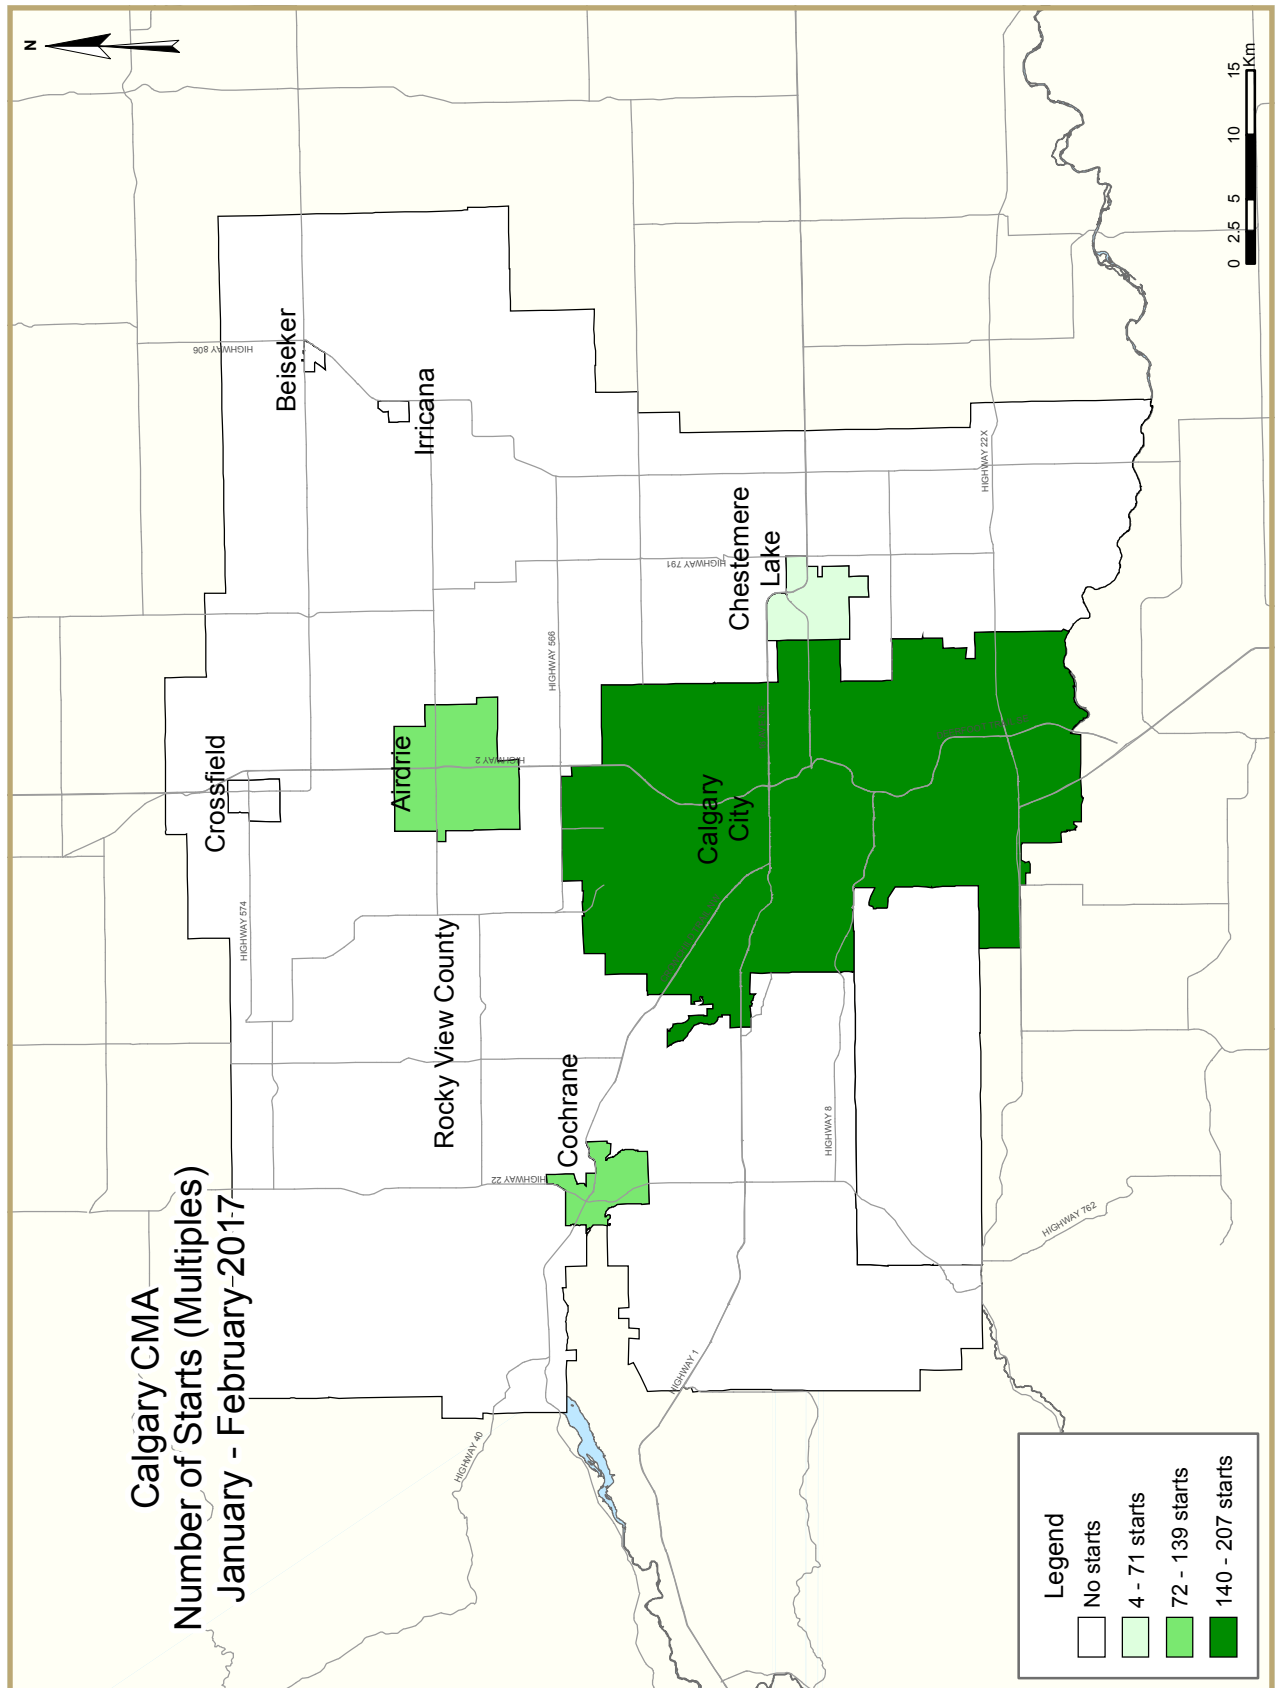 Calgary CMA
Number of Starts (Multiples)
January - February 2017
N
HIGHWAY 806
Beiseker
Irricana
Crossfield
HIGHWAY 574
Airdrie
HIGHWAY 2
HIGHWAY 566
HIGHWAY 791
Chestemere
Lake
Rocky View County
Cochrane
HIGHWAY 22
Calgary
City
HIGHWAY 22X
HIGHWAY 8
HIGHWAY 762
HIGHWAY 1
HIGHWAY 40
Legend
No starts
4 - 71 starts
72 - 139 starts
140 - 207 starts
0 2.5 5 10 15
Km